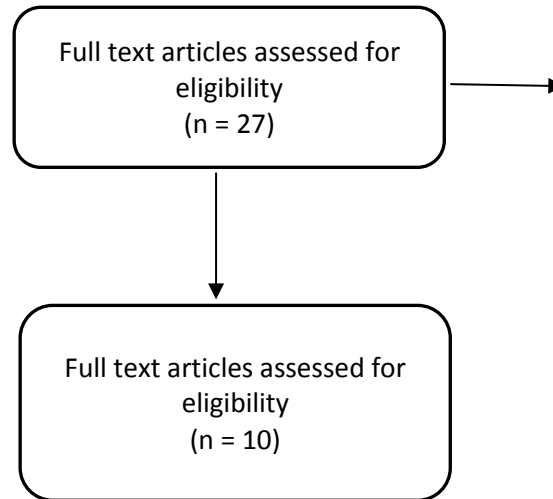 Full text articles assessed for
eligibility
(n = 27)
Full text articles assessed for
eligibility
(n = 10)